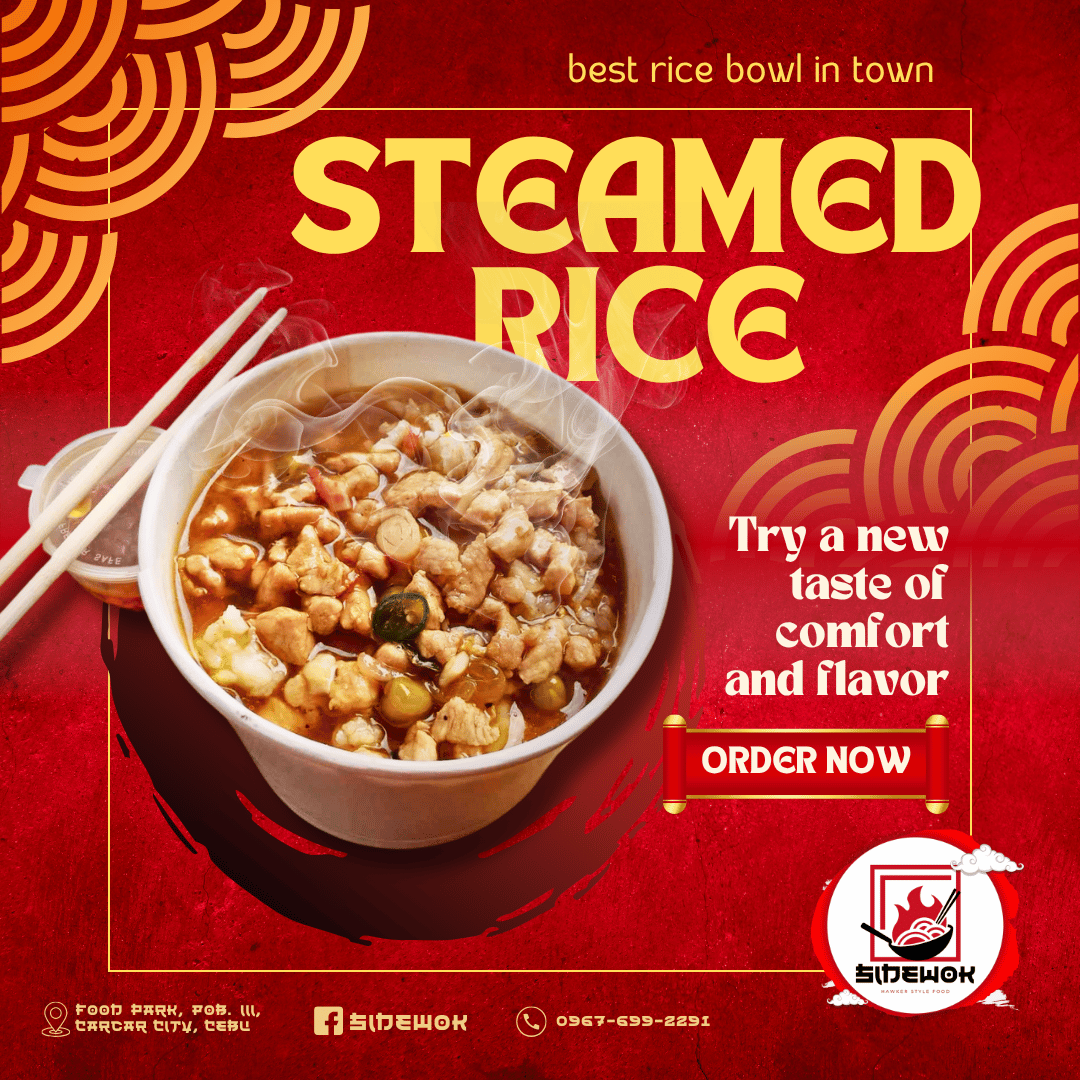 best rice bowl in town
STEAMED
RICE
Try a new
taste of
comfort
and flavor
ORDER NOW
SIDEWOK
HAWKER STYLE FOOD
FOOD PARK, POB. III,
CARCAR CITY, CEBU
SIDEWOK
0967-699-2291